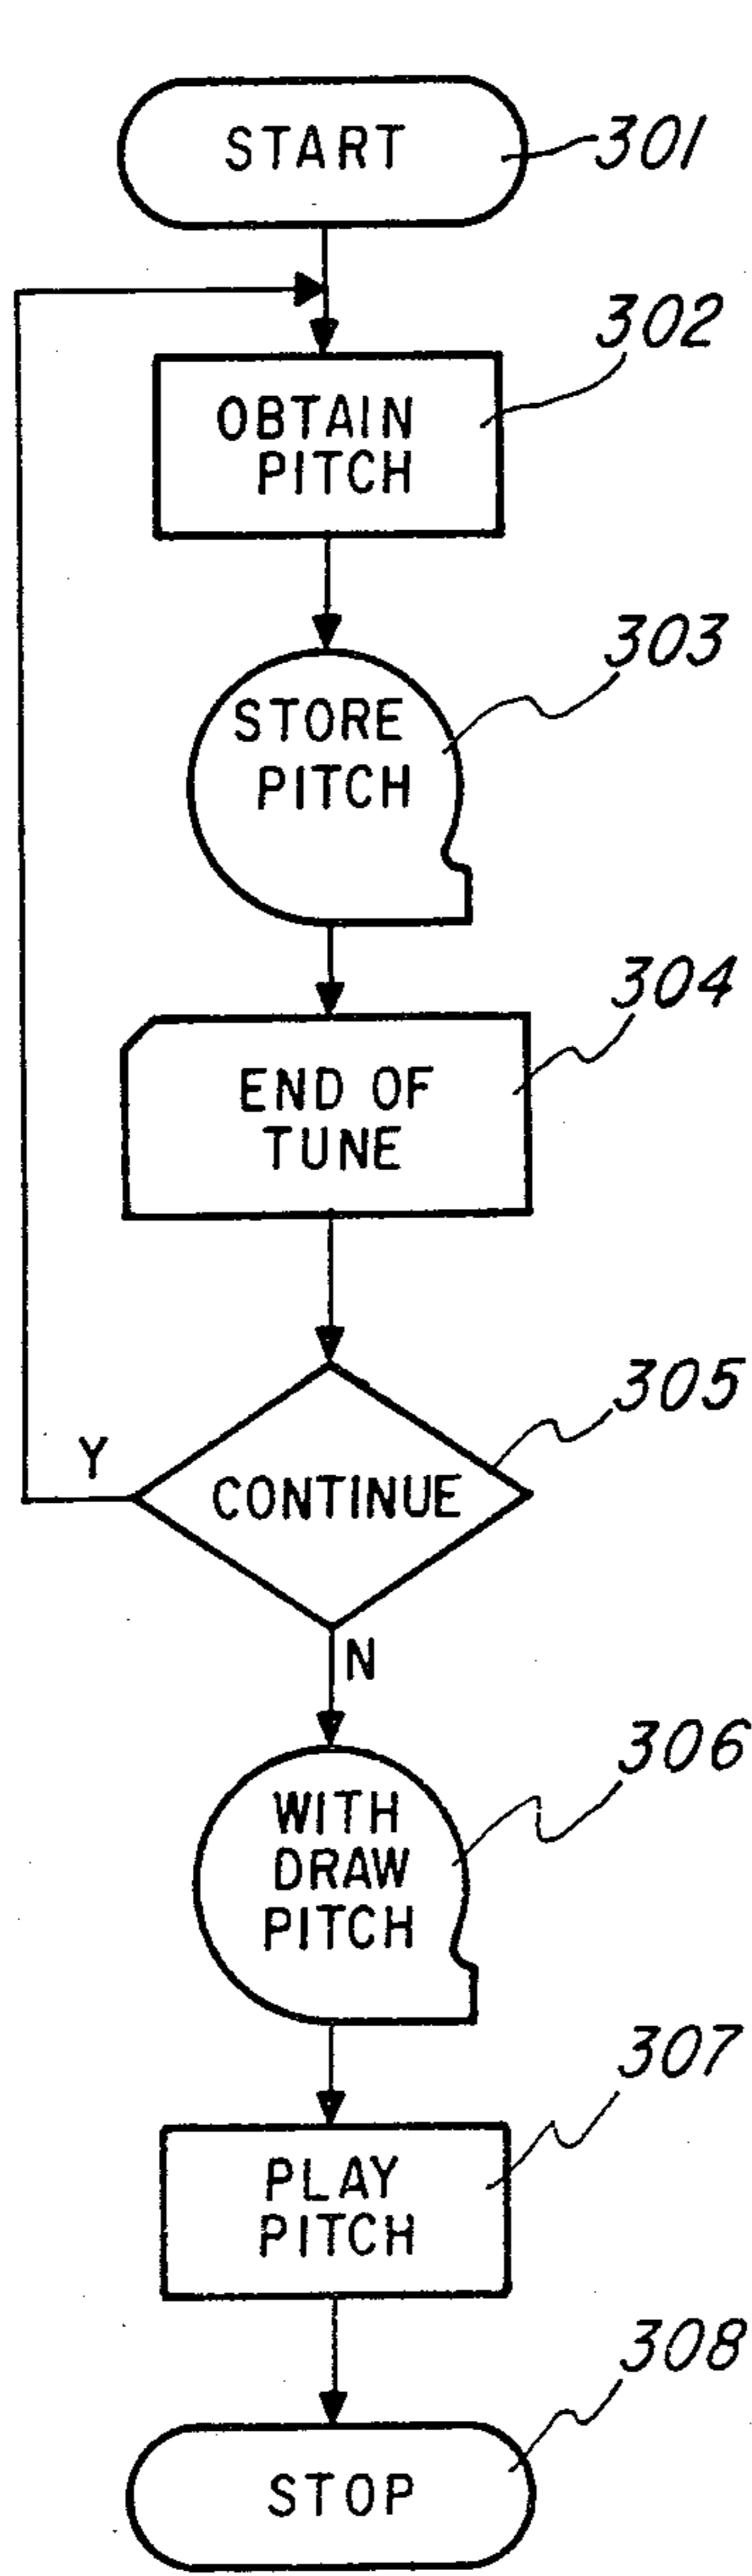 START
301
302
OBTAIN
PITCH
303
STORE
PITCH
304
END OF
TUNE
305
Y
CONTINUE
N
306
WITH
DRAW
PITCH
307
PLAY
PITCH
308
STOP